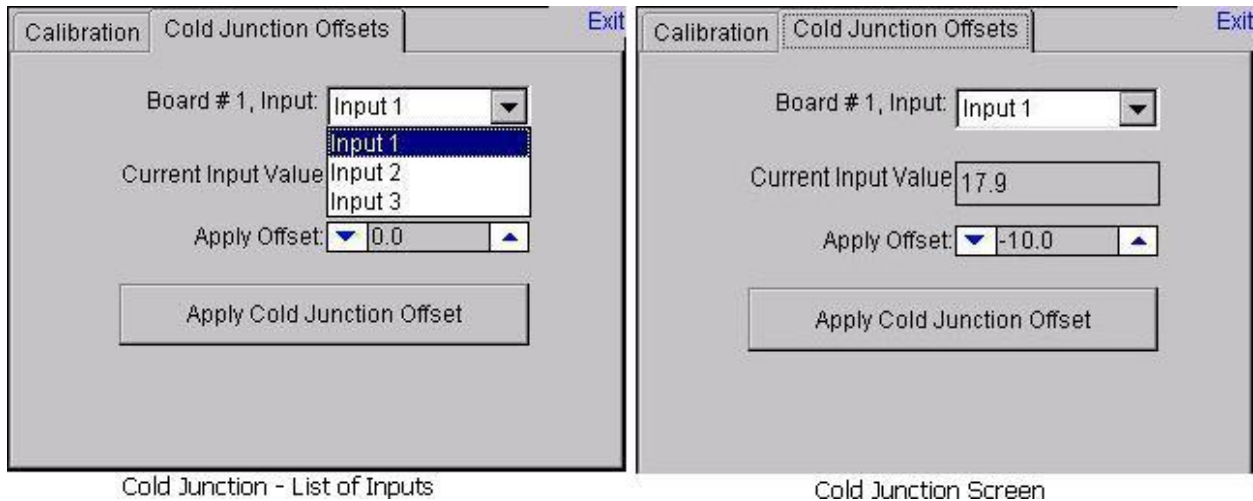 Calibration Cold Junction Offsets Exit
Board # 1, Input: Input 1
Input 1
Current Input Value Input 2
Input 3
Apply Offset: 0.0
Apply Cold Junction Offset
Cold Junction - List of Inputs
Calibration Cold Junction Offsets Exit
Board # 1, Input: Input 1
Current Input Value 17.9
Apply Offset: -10.0
Apply Cold Junction Offset
Cold Junction Screen